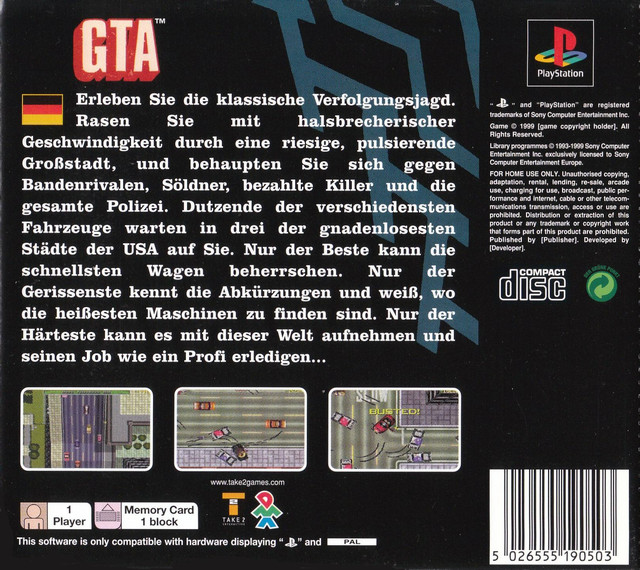 GTA™
Erleben Sie die klassische Verfolgungsjagd.
Rasen Sie mit halsbrecherischer
Geschwindigkeit durch eine riesige, pulsierende
Großstadt, und behaupten Sie sich gegen
Bandenrivalen, Söldner, bezahlte Killer und die
gesamte Polizei. Dutzende der verschiedensten
Fahrzeuge warten in drei der gnadenlosesten
Städte der USA auf Sie. Nur der Beste kann die
schnellsten Wagen beherrschen. Nur der
Gerissenste kennt die Abkürzungen und weiß, wo
die heißesten Maschinen zu finden sind. Nur der
Härteste kann es mit dieser Welt aufnehmen und
seinen Job wie ein Profi erledigen...
PlayStation
" " and "PlayStation" are registered
trademarks of Sony Computer Entertainment Inc.
Game © 1999 [game copyright holder]. All
Rights Reserved.
Library programmes © 1993-1999 Sony Computer
Entertainment Inc. exclusively licensed to Sony
Computer Entertainment Europe.
FOR HOME USE ONLY. Unauthorised copying,
adaptation, rental, lending, re-sale, arcade
use, charging for use, broadcast, public per-
formance and internet, cable or other telecom-
munications transmission, access or use are
prohibited. Distribution or extraction of this
product or any trademark or copyright work
that forms part of this product are prohibited.
Published by [Publisher]. Developed by
[Developer].
COMPACT
disc
DER GRÜNE PUNKT
BUSTED!
www.take2games.com
1
Player
Memory Card
1 block
T2
TAKE 2
INTERACTIVE
This software is only compatible with hardware displaying " " and PAL
5 026555 190503